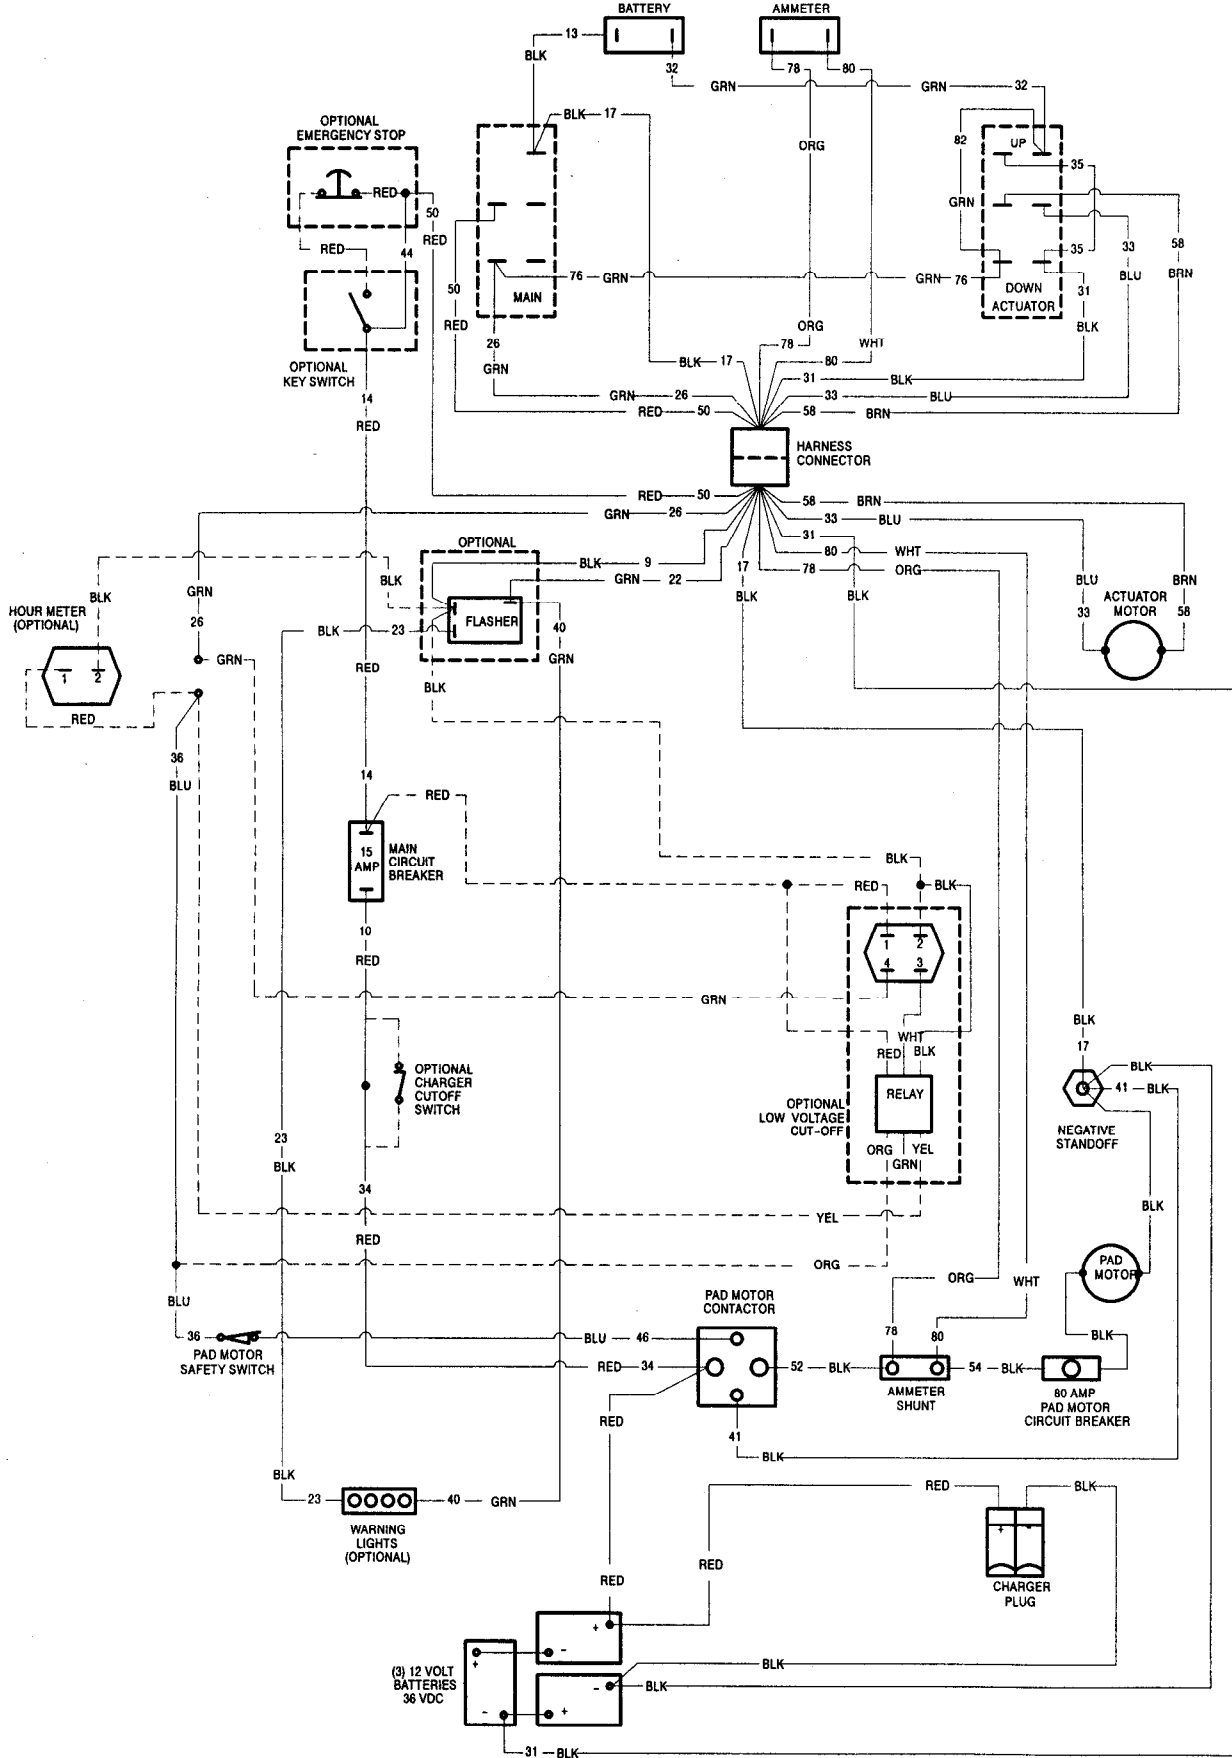 BATTERY
AMMETER
13
BLK
32
78
80
GRN
GRN
32
BLK
17
OPTIONAL
EMERGENCY STOP
ORG
82
UP
35
RED
50
RED
44
RED
GRN
35
33
BLU
58
BRN
76
GRN
GRN
76
MAIN
DOWN
ACTUATOR
31
BLK
50
RED
26
GRN
ORG
78
WHT
BLK
17
80
OPTIONAL
KEY SWITCH
31
BLK
14
RED
GRN
26
33
BLU
RED
50
58
BRN
HARNESS
CONNECTOR
RED
50
58
BRN
GRN
26
33
BLU
31
OPTIONAL
80
WHT
BLK
9
17
BLK
78
ORG
GRN
22
BLK
BLK
BLK
GRN
26
HOUR METER
(OPTIONAL)
1
2
RED
BLU
33
ACTUATOR
MOTOR
BRN
58
FLASHER
BLK
23
40
GRN
GRN
RED
BLK
36
BLU
14
RED
15
AMP
MAIN
CIRCUIT
BREAKER
BLK
RED
BLK
10
RED
1
2
4
3
GRN
WHT
RED
BLK
RELAY
OPTIONAL
LOW VOLTAGE
CUT-OFF
ORG
YEL
GRN
OPTIONAL
CHARGER
CUTOFF
SWITCH
BLK
17
BLK
41
BLK
NEGATIVE
STANDOFF
23
BLK
34
RED
YEL
BLK
ORG
BLU
36
PAD MOTOR
SAFETY SWITCH
PAD MOTOR
CONTACTOR
ORG
WHT
PAD
MOTOR
BLU
46
78
80
BLK
RED
34
52
BLK
54
BLK
AMMETER
SHUNT
80 AMP
PAD MOTOR
CIRCUIT BREAKER
RED
41
BLK
BLK
23
40
GRN
WARNING
LIGHTS
(OPTIONAL)
RED
BLK
+
-
CHARGER
PLUG
RED
RED
+
-
+
-
-
+
(3) 12 VOLT
BATTERIES
36 VDC
BLK
BLK
31
BLK